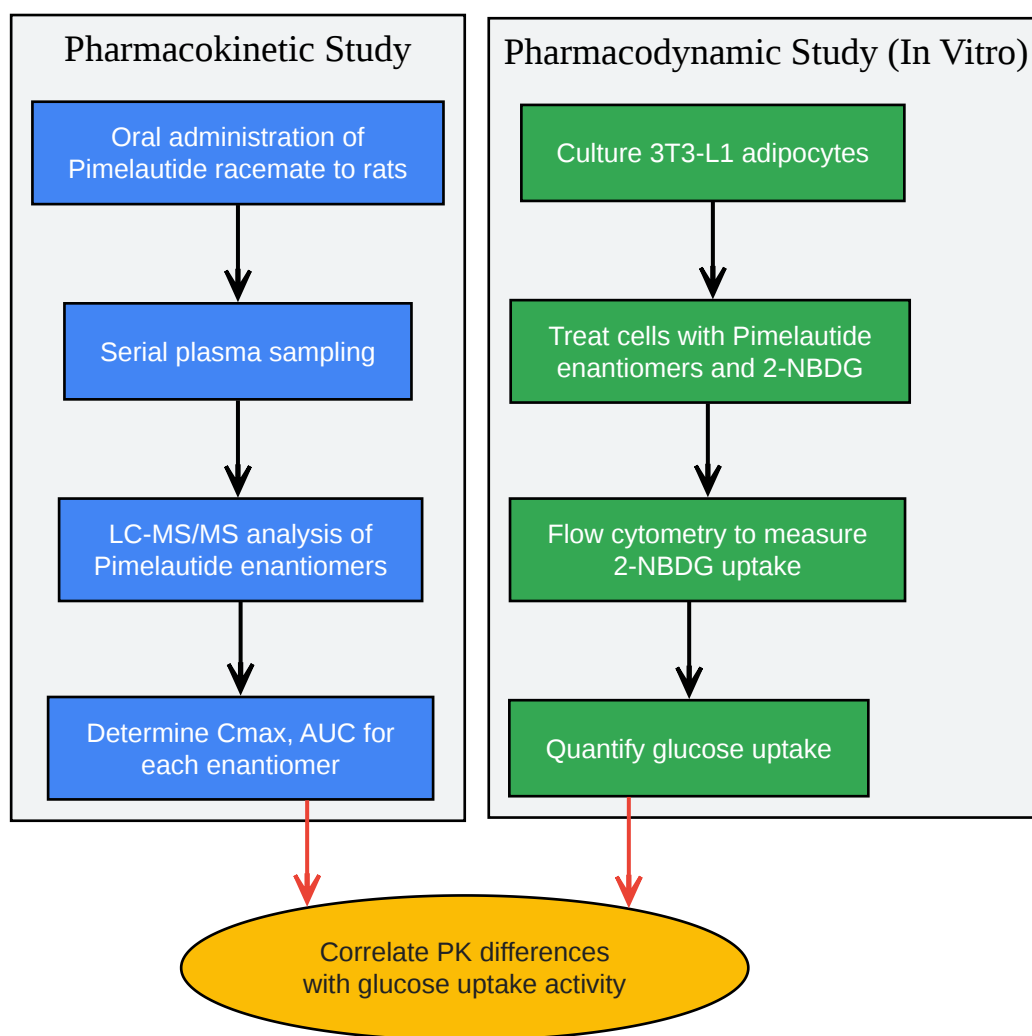 Pharmacokinetic Study
Oral administration of
Pimelautide racemate to rats
Serial plasma sampling
LC-MS/MS analysis of
Pimelautide enantiomers
Determine Cmax, AUC for
each enantiomer
Pharmacodynamic Study (In Vitro)
Culture 3T3-L1 adipocytes
Treat cells with Pimelautide
enantiomers and 2-NBDG
Flow cytometry to measure
2-NBDG uptake
Quantify glucose uptake
Correlate PK differences
with glucose uptake activity